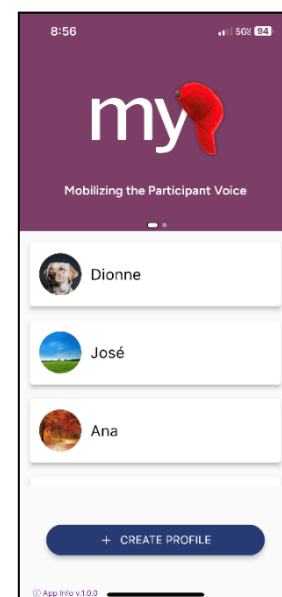 8:56
5G 94
my
Mobilizing the Participant Voice
Dionne
José
Ana
+ CREATE PROFILE
App Info v.1.0.0